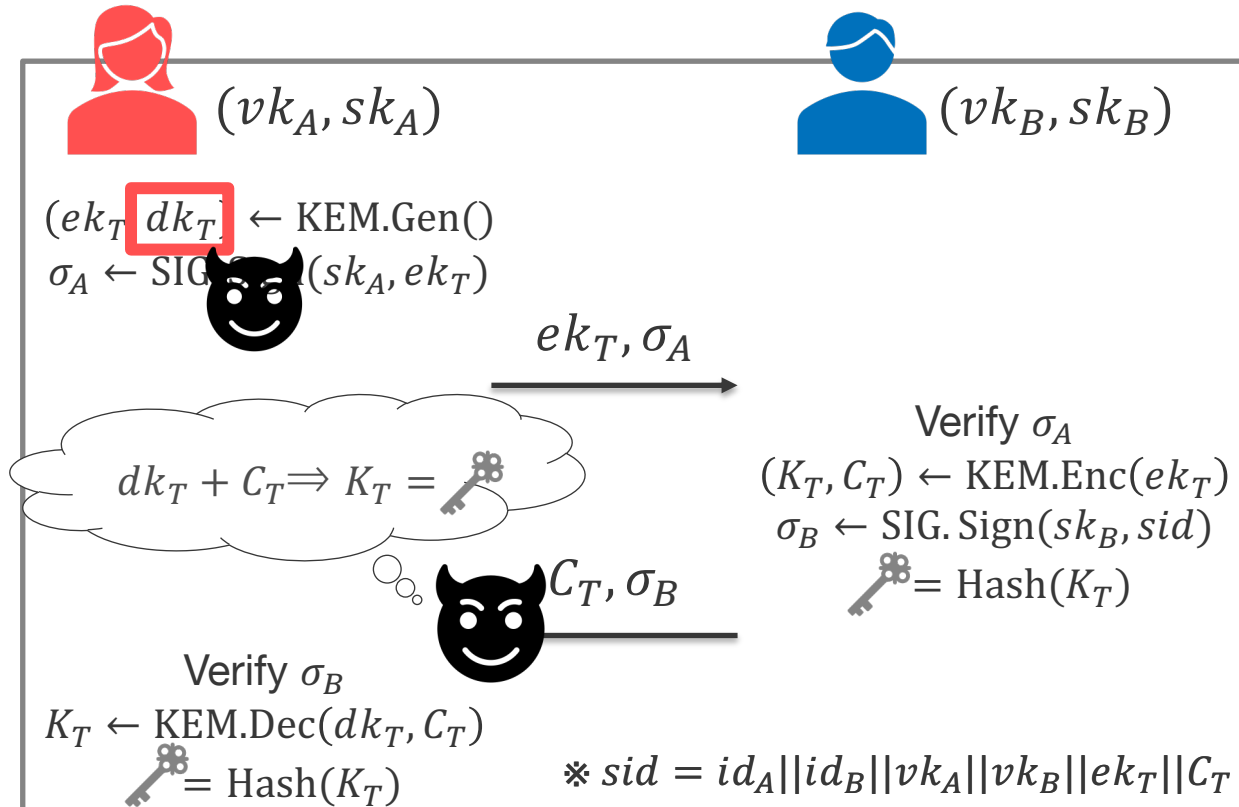 (vk_A, sk_A)
(vk_B, sk_B)
(ek_T dk_T) ← KEM.Gen()
σ_A ← SIG. (sk_A, ek_T)
ek_T, σ_A
dk_T + C_T ⇒ K_T =
Verify σ_A
(K_T, C_T) ← KEM.Enc(ek_T)
σ_B ← SIG. Sign(sk_B, sid)
= Hash(K_T)
C_T, σ_B
Verify σ_B
K_T ← KEM.Dec(dk_T, C_T)
= Hash(K_T)
※ sid = id_A||id_B||vk_A||vk_B||ek_T||C_T